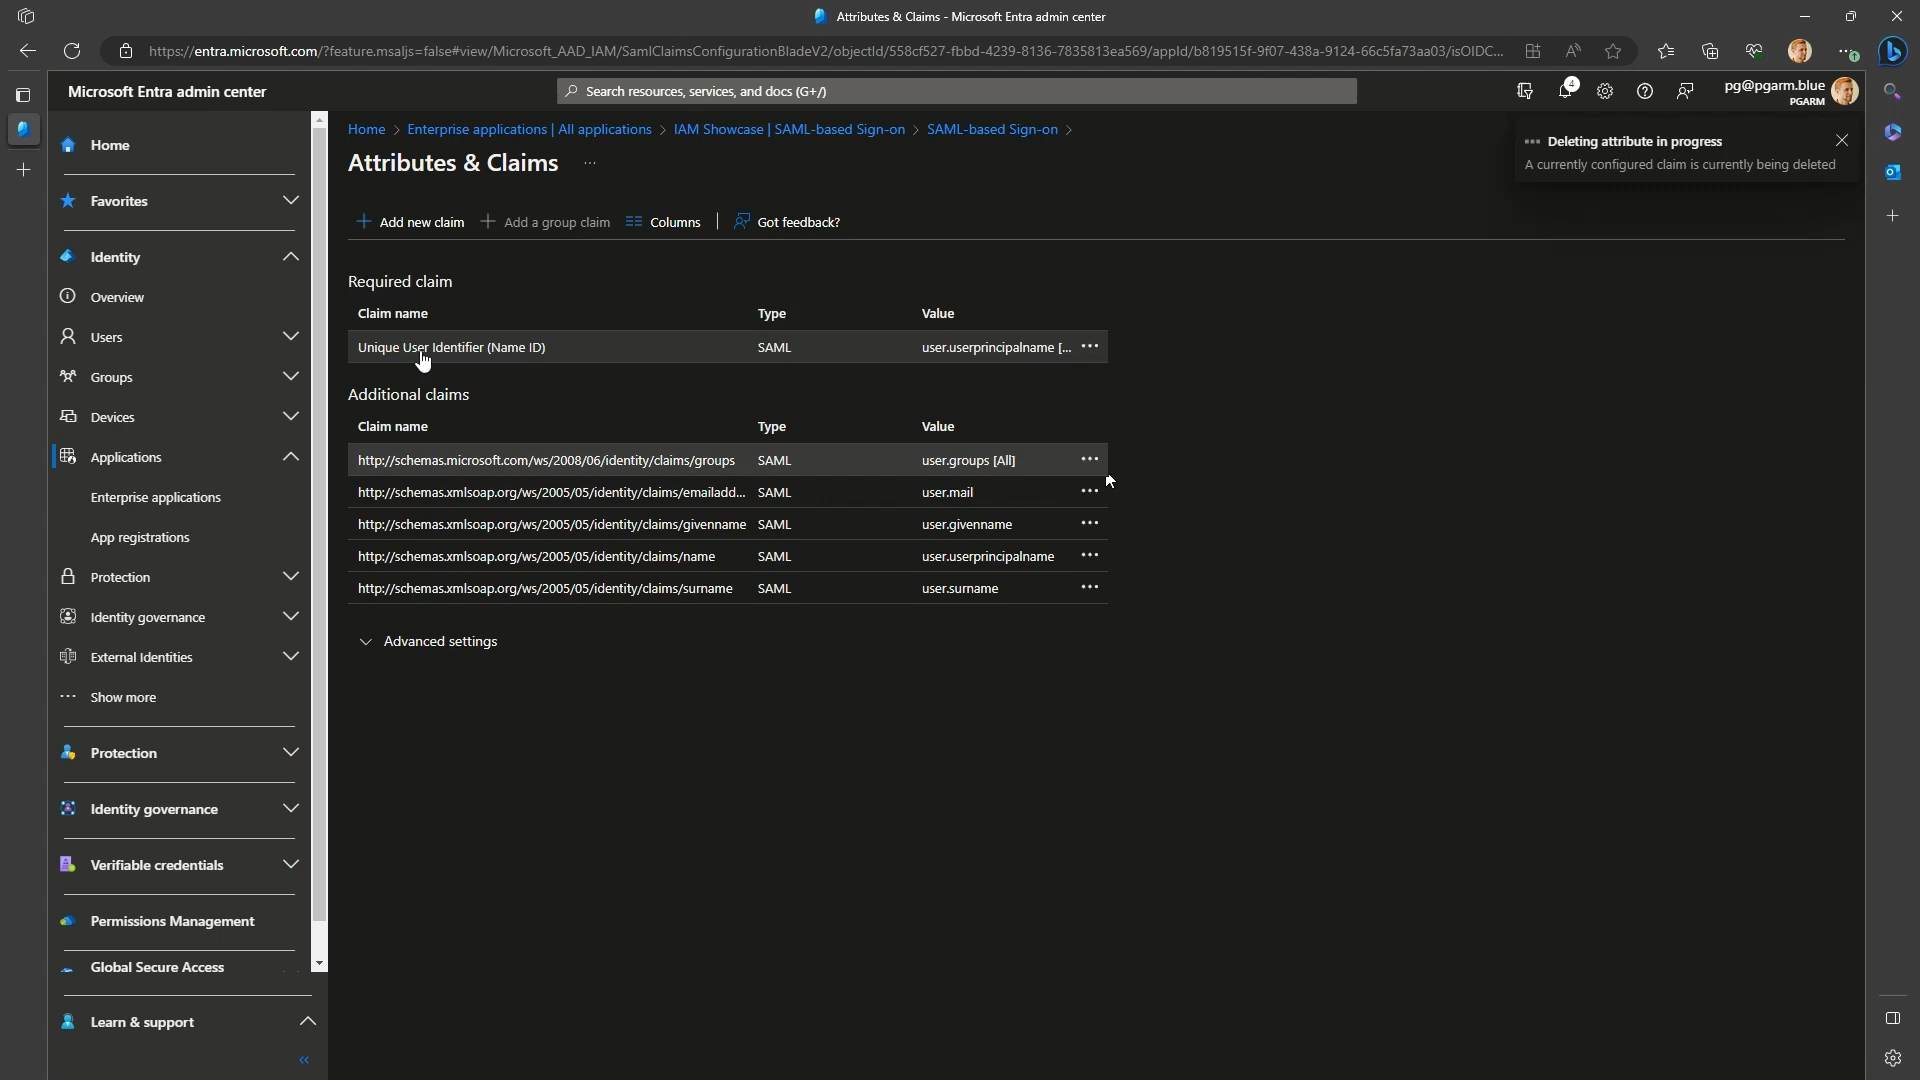 Attributes & Claims - Microsoft Entra admin center
https://entra.microsoft.com/?feature.msaljs=false#view/Microsoft_AAD_IAM/SamlClaimsConfigurationBladeV2/objectId/558cf527-fbbd-4239-8136-7835813ea569/appId/b819515f-9f07-438a-9124-66c5fa73aa03/isOIDC...
Microsoft Entra admin center
Search resources, services, and docs (G+/)
4
pg@pgarm.blue
PGARM
Home
Favorites
Identity
Overview
Users
Groups
Devices
Applications
Enterprise applications
App registrations
Protection
Identity governance
External Identities
Show more
Protection
Identity governance
Verifiable credentials
Permissions Management
Global Secure Access
Learn & support
Home > Enterprise applications | All applications > IAM Showcase | SAML-based Sign-on > SAML-based Sign-on >
Attributes & Claims ...
Deleting attribute in progress
A currently configured claim is currently being deleted
Add new claim Add a group claim Columns Got feedback?
Required claim
Claim name Type Value
Unique User Identifier (Name ID) SAML user.userprincipalname [... ...
Additional claims
Claim name Type Value
http://schemas.microsoft.com/ws/2008/06/identity/claims/groups SAML user.groups [All] ...
http://schemas.xmlsoap.org/ws/2005/05/identity/claims/emailadd... SAML user.mail ...
http://schemas.xmlsoap.org/ws/2005/05/identity/claims/givenname SAML user.givenname ...
http://schemas.xmlsoap.org/ws/2005/05/identity/claims/name SAML user.userprincipalname ...
http://schemas.xmlsoap.org/ws/2005/05/identity/claims/surname SAML user.surname ...
Advanced settings